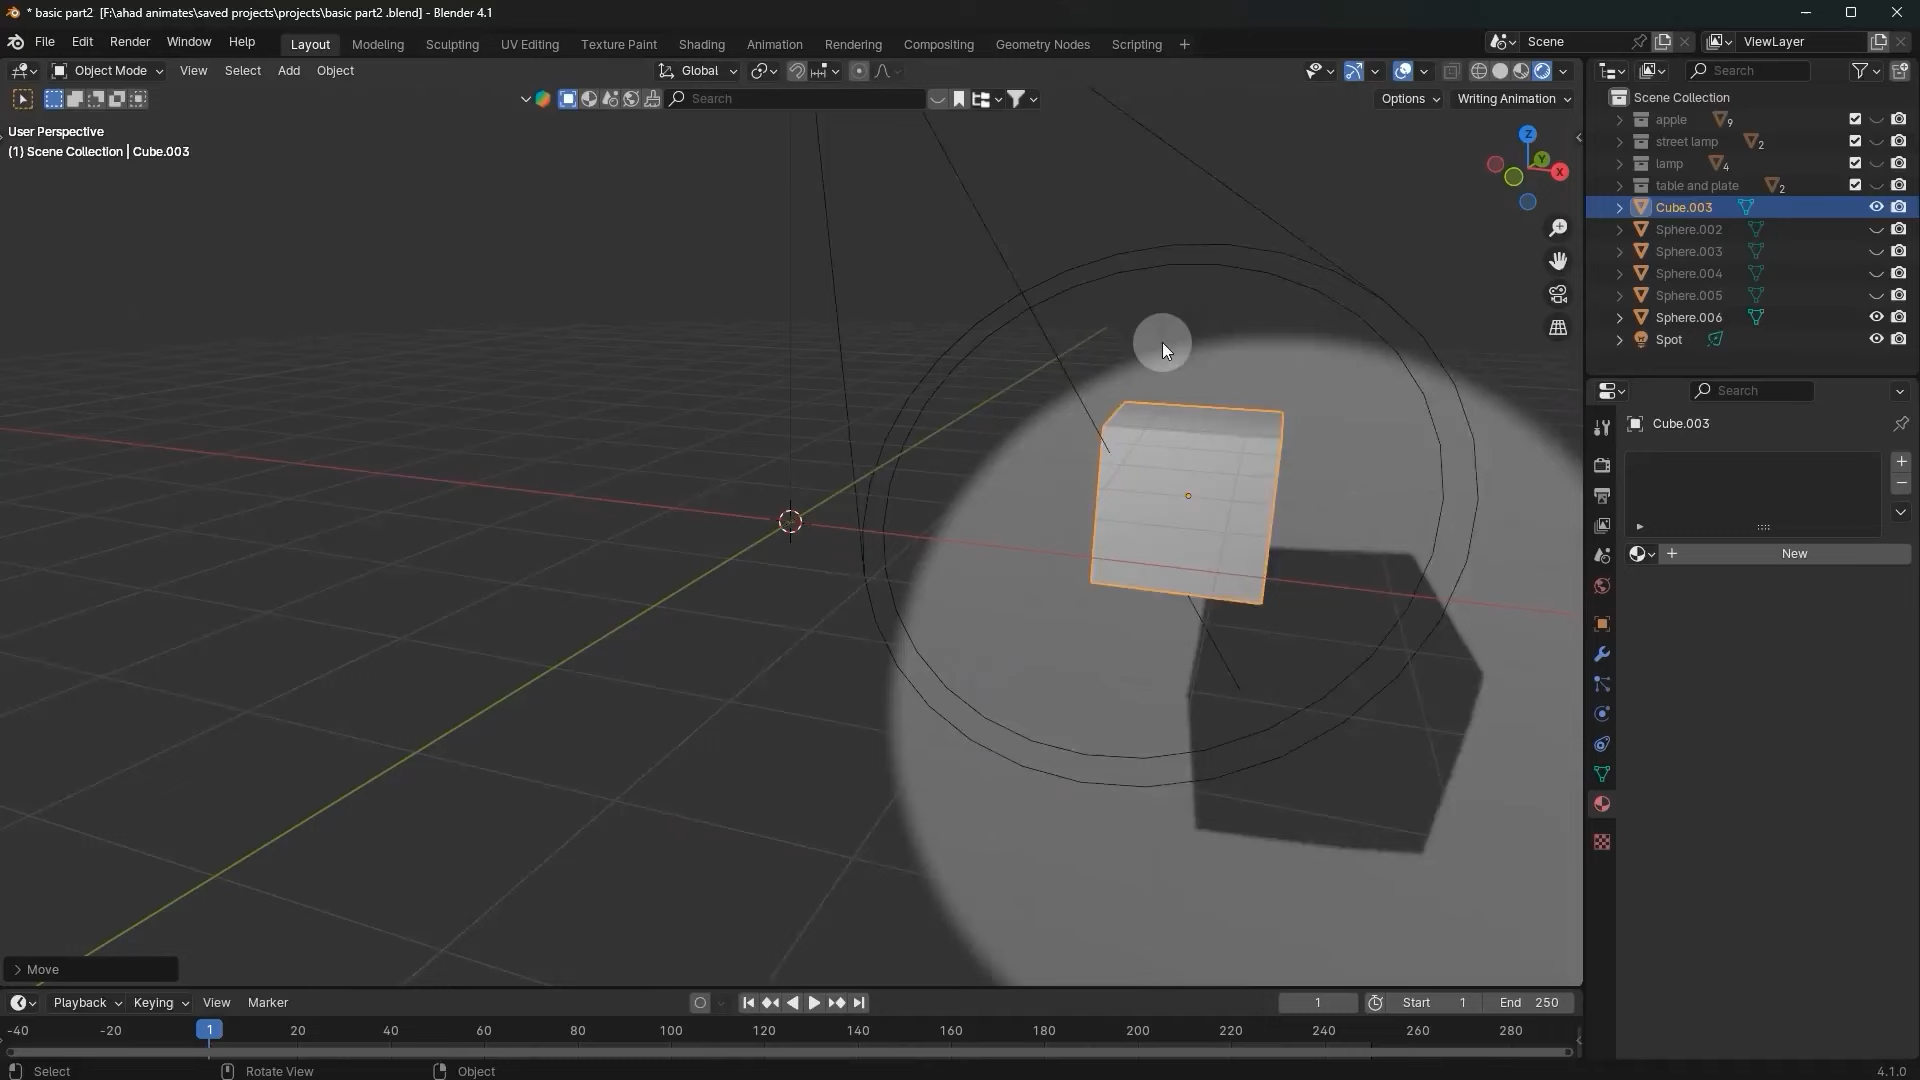 * basic part2 [F:\ahad animates\saved projects\projects\basic part2 .blend] - Blender 4.1
File Edit Render Window Help Layout Modeling Sculpting UV Editing Texture Paint Shading Animation Rendering Compositing Geometry Nodes Scripting + Scene ViewLayer
Object Mode View Select Add Object Global Search
Search Options Writing Animation
User Perspective
(1) Scene Collection | Cube.003
Z
Y
X
Scene Collection
apple 9
street lamp 2
lamp 4
table and plate 2
Cube.003
Sphere.002
Sphere.003
Sphere.004
Sphere.005
Sphere.006
Spot
Search
Cube.003
New
Move
Playback Keying View Marker 1 Start 1 End 250
-40 -20 1 20 40 60 80 100 120 140 160 180 200 220 240 260 280
Select Rotate View Object 4.1.0